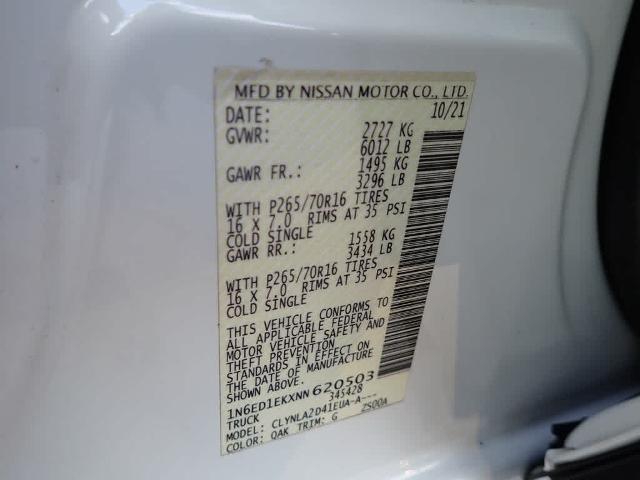 MFD BY NISSAN MOTOR CO., LTD.
DATE: 10/21
GVWR: 2727 KG
6012 LB
GAWR FR.: 1495 KG
3296 LB
WITH P265/70R16 TIRES
16 X 7.0 RIMS AT 35 PSI
COLD SINGLE
GAWR RR.: 1558 KG
3434 LB
WITH P265/70R16 TIRES
16 X 7.0 RIMS AT 35 PSI
COLD SINGLE
THIS VEHICLE CONFORMS TO
ALL APPLICABLE FEDERAL
MOTOR VEHICLE SAFETY AND
THEFT PREVENTION
STANDARDS IN EFFECT ON
THE DATE OF MANUFACTURE
SHOWN ABOVE.
1N6ED1EKXNN620503
TRUCK 345428
MODEL: CLYNLA2D41EUA-A---
COLOR: QAK TRIM: G 2S00A